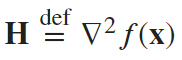 H ≝ ∇²f(x)